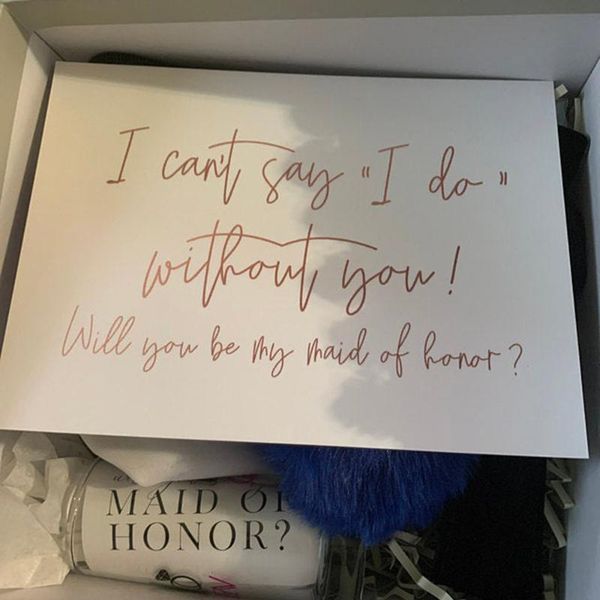 I can't say "I do"
without you!
Will you be my maid of honor?
MAID OF
HONOR?